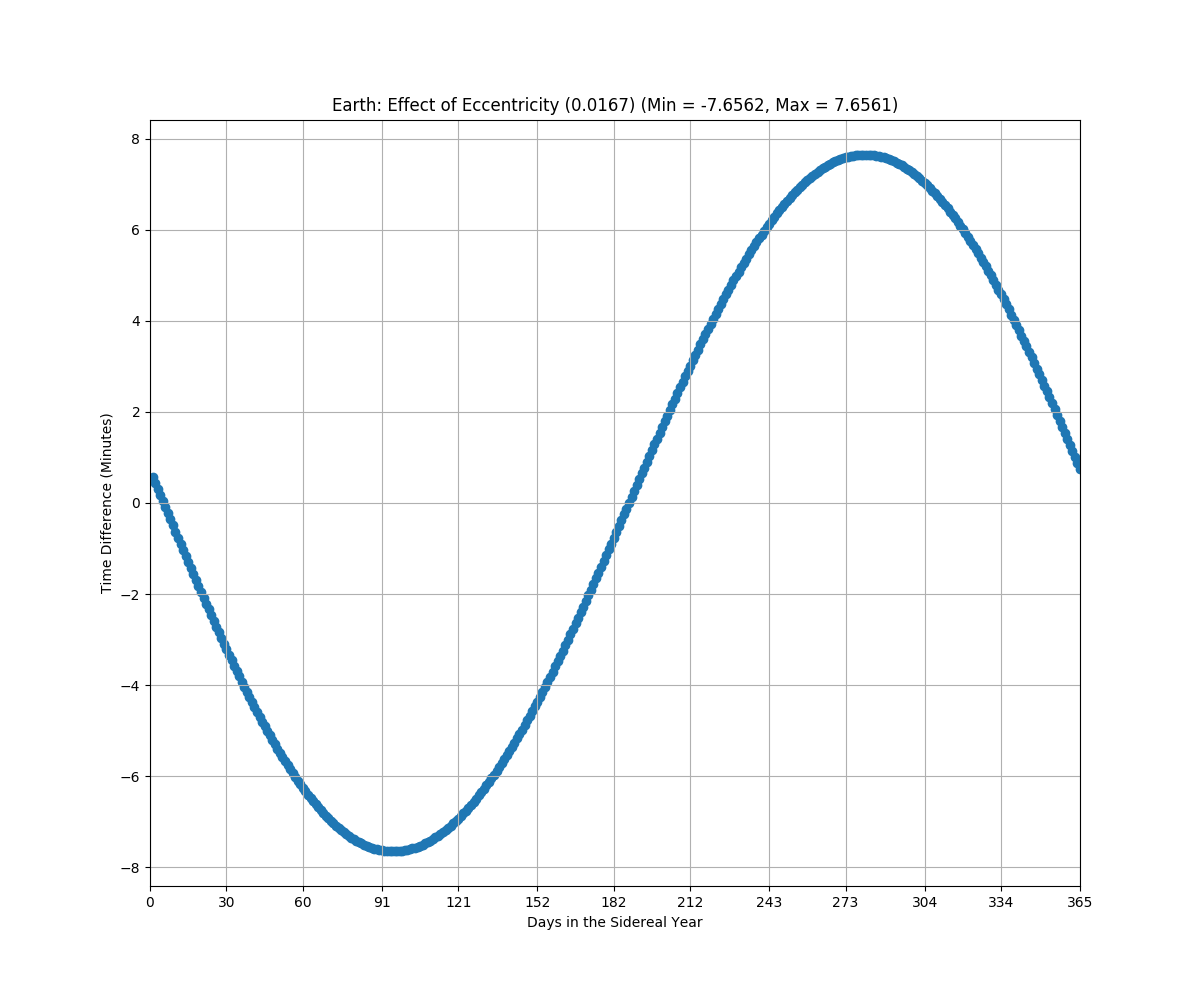 Earth: Effect of Eccentricity (0.0167) (Min = -7.6562, Max = 7.6561)
8
6
4
2
0
−2
−4
−6
−8
Time Difference (Minutes)
0 30 60 91 121 152 182 212 243 273 304 334 365
Days in the Sidereal Year